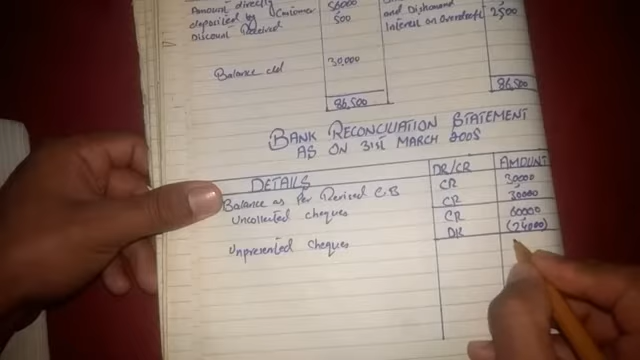 Amount directly
deposited by Customer 56000
Discount Received 500
and Dishonoured
Interest on Overdraft 2500
Balance c/d 30,000
86,500
86,500
BANK RECONCILIATION STATEMENT
AS ON 31ST MARCH 2005
DETAILS DR/CR AMOUNT
Balance as Per Revised C.B CR 30000
Uncollected cheques CR 30000
CR 60000
Unpresented Cheques DR (24000)